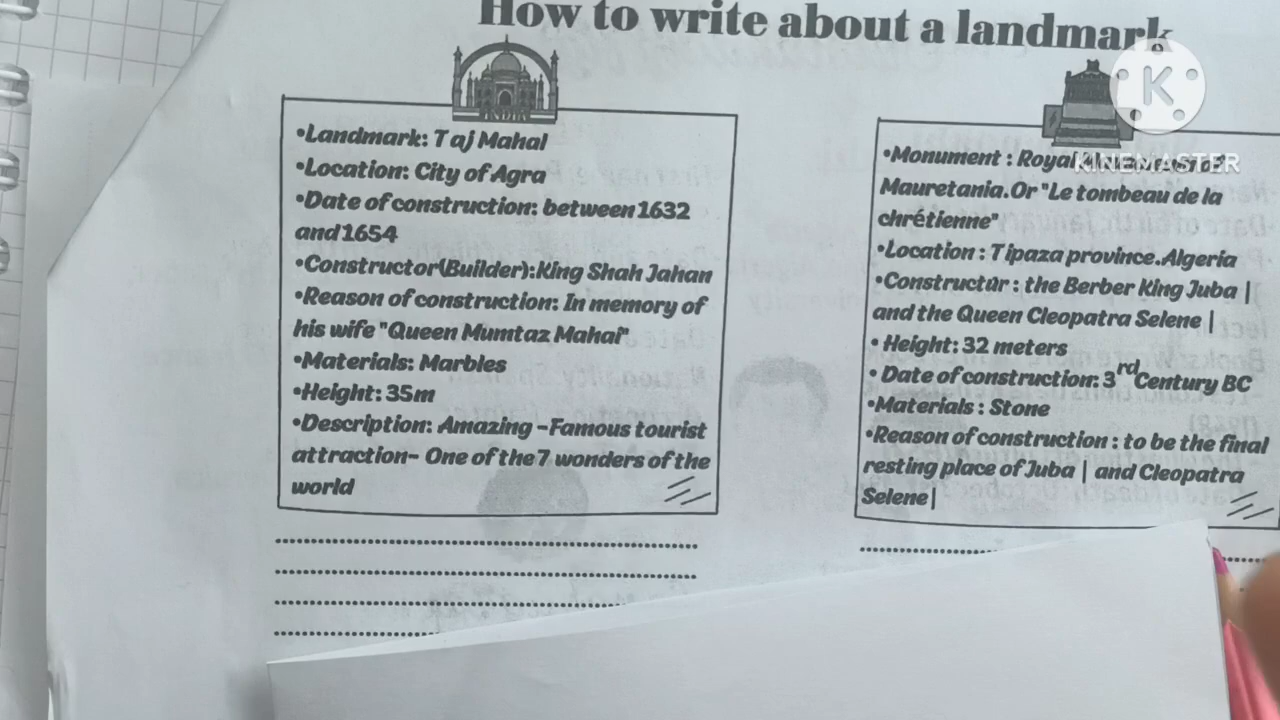 How to write about a landmark
INDIA
•Landmark: Taj Mahal
•Location: City of Agra
•Date of construction: between 1632
and 1654
•Constructor(Builder):King Shah Jahan
•Reason of construction: In memory of
his wife "Queen Mumtaz Mahal"
•Materials: Marbles
•Height: 35m
•Description: Amazing -Famous tourist
attraction- One of the 7 wonders of the
world
•Monument : Royal of
Mauretania.Or "Le tombeau de la
chrétienne"
•Location : Tipaza province.Algeria
•Constructur : the Berber King Juba |
and the Queen Cleopatra Selene |
• Height: 32 meters
• Date of construction: 3rd Century BC
•Materials : Stone
•Reason of construction : to be the final
resting place of Juba | and Cleopatra
Selene|
K
KINEMASTER